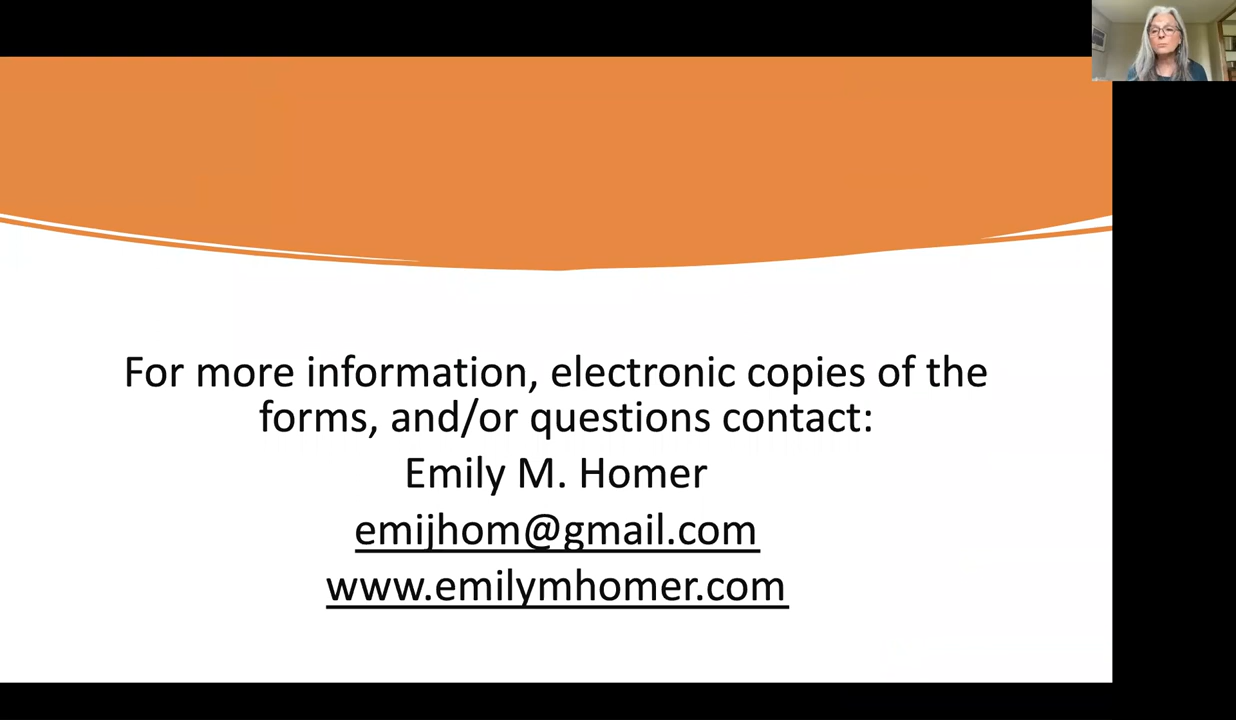 For more information, electronic copies of the
forms, and/or questions contact:
Emily M. Homer
emijhom@gmail.com
www.emilymhomer.com